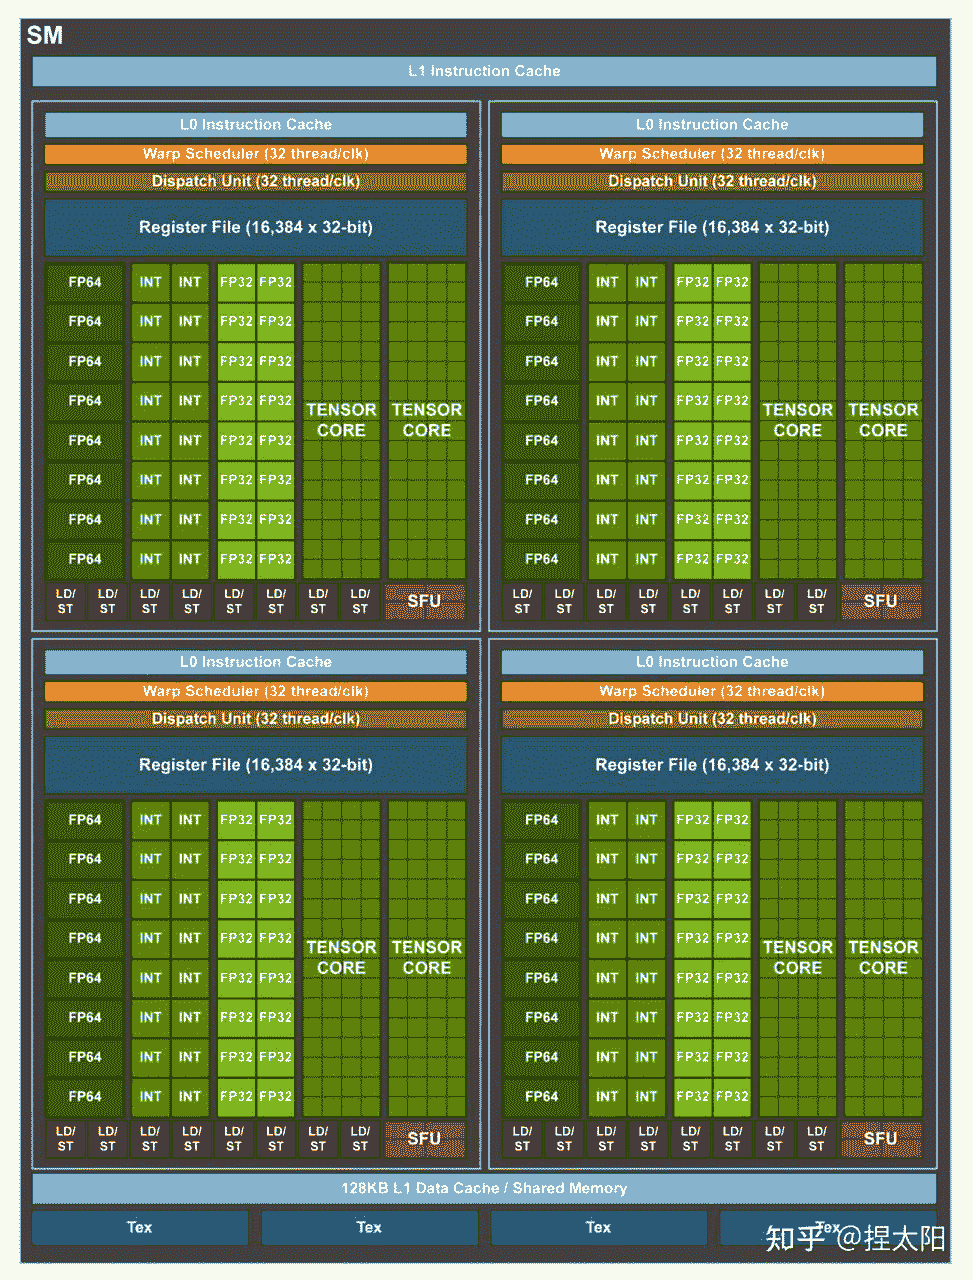 SM
L1 Instruction Cache
L0 Instruction Cache
Warp Scheduler (32 thread/clk)
Dispatch Unit (32 thread/clk)
Register File (16,384 x 32-bit)
FP64 INT INT FP32 FP32
FP64 INT INT FP32 FP32
FP64 INT INT FP32 FP32
FP64 INT INT FP32 FP32
FP64 INT INT FP32 FP32
FP64 INT INT FP32 FP32
FP64 INT INT FP32 FP32
FP64 INT INT FP32 FP32
TENSOR CORE
TENSOR CORE
LD/ST LD/ST LD/ST LD/ST LD/ST LD/ST LD/ST LD/ST SFU
L0 Instruction Cache
Warp Scheduler (32 thread/clk)
Dispatch Unit (32 thread/clk)
Register File (16,384 x 32-bit)
FP64 INT INT FP32 FP32
FP64 INT INT FP32 FP32
FP64 INT INT FP32 FP32
FP64 INT INT FP32 FP32
FP64 INT INT FP32 FP32
FP64 INT INT FP32 FP32
FP64 INT INT FP32 FP32
FP64 INT INT FP32 FP32
TENSOR CORE
TENSOR CORE
LD/ST LD/ST LD/ST LD/ST LD/ST LD/ST LD/ST LD/ST SFU
L0 Instruction Cache
Warp Scheduler (32 thread/clk)
Dispatch Unit (32 thread/clk)
Register File (16,384 x 32-bit)
FP64 INT INT FP32 FP32
FP64 INT INT FP32 FP32
FP64 INT INT FP32 FP32
FP64 INT INT FP32 FP32
FP64 INT INT FP32 FP32
FP64 INT INT FP32 FP32
FP64 INT INT FP32 FP32
FP64 INT INT FP32 FP32
TENSOR CORE
TENSOR CORE
LD/ST LD/ST LD/ST LD/ST LD/ST LD/ST LD/ST LD/ST SFU
L0 Instruction Cache
Warp Scheduler (32 thread/clk)
Dispatch Unit (32 thread/clk)
Register File (16,384 x 32-bit)
FP64 INT INT FP32 FP32
FP64 INT INT FP32 FP32
FP64 INT INT FP32 FP32
FP64 INT INT FP32 FP32
FP64 INT INT FP32 FP32
FP64 INT INT FP32 FP32
FP64 INT INT FP32 FP32
FP64 INT INT FP32 FP32
TENSOR CORE
TENSOR CORE
LD/ST LD/ST LD/ST LD/ST LD/ST LD/ST LD/ST LD/ST SFU
128KB L1 Data Cache / Shared Memory
Tex Tex Tex Tex
知乎 @捏太阳